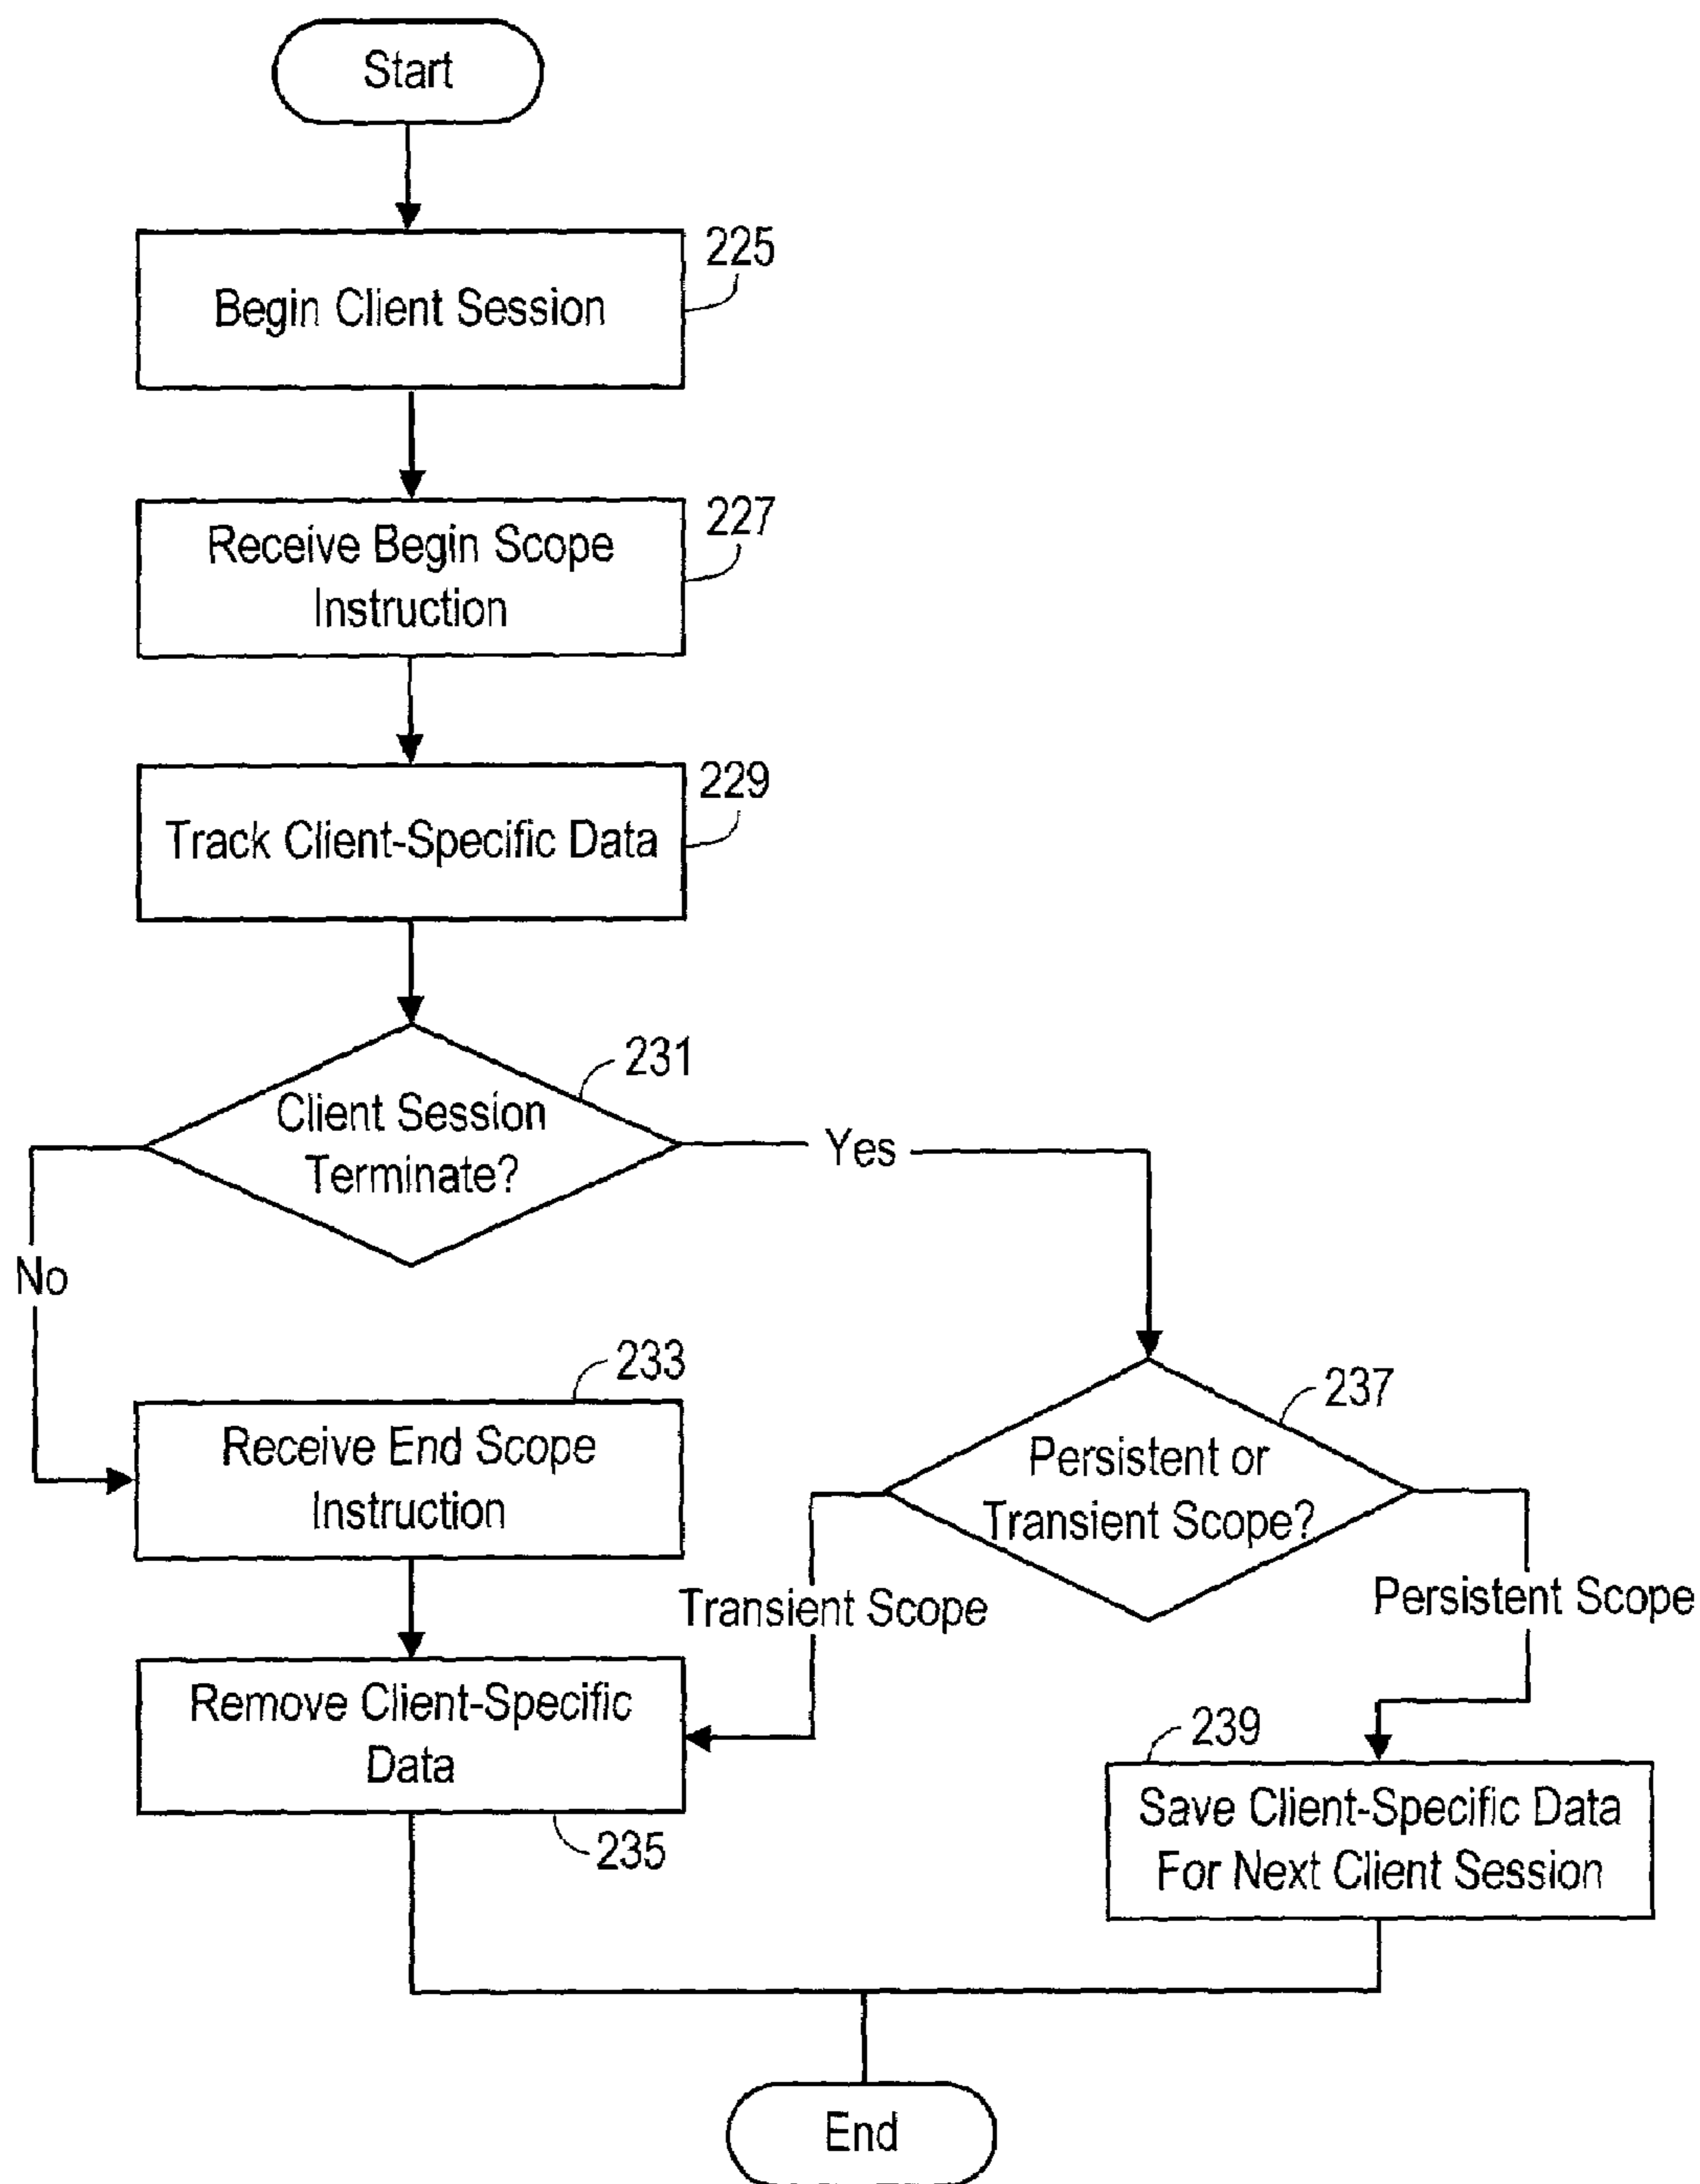 Start
225
Begin Client Session
227
Receive Begin Scope
Instruction
229
Track Client-Specific Data
231
Client Session
Terminate?
Yes
No
233
Receive End Scope
Instruction
237
Persistent or
Transient Scope?
Transient Scope
Persistent Scope
Remove Client-Specific
Data
235
239
Save Client-Specific Data
For Next Client Session
End